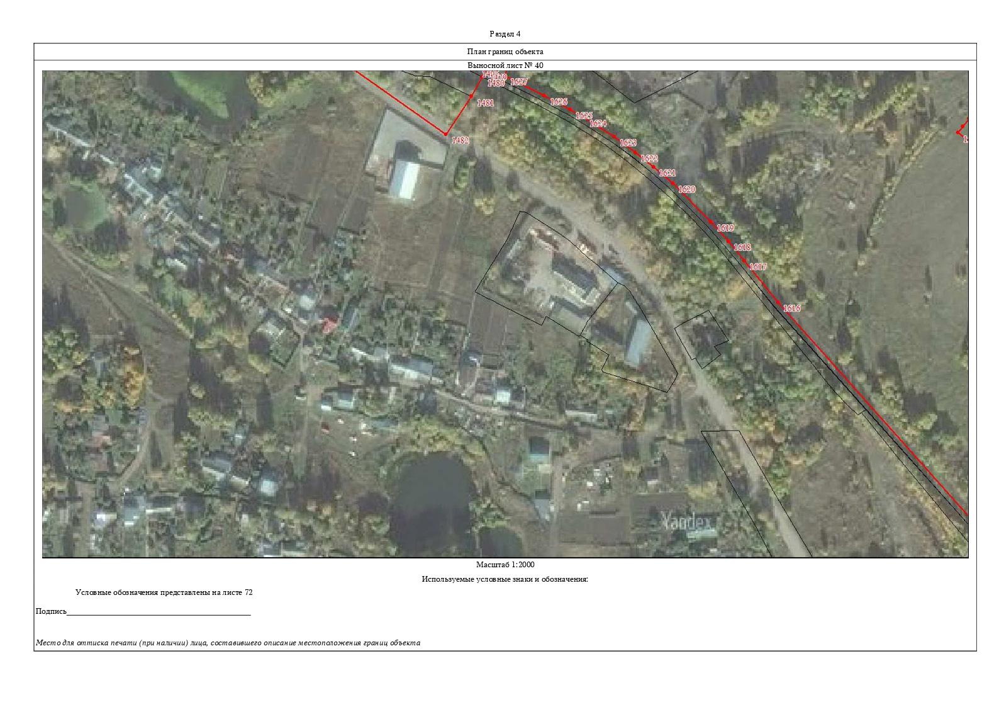 Раздел 4
План границ объекта
Выносной лист № 40
1479
1480
1627
1481
1626
1625
1624
1482
1623
1622
1621
1620
1619
1618
1617
1616
Yandex
Масштаб 1:2000
Используемые условные знаки и обозначения:
Условные обозначения представлены на листе 72
Подпись
Место для оттиска печати (при наличии) лица, составившего описание местоположения границ объекта